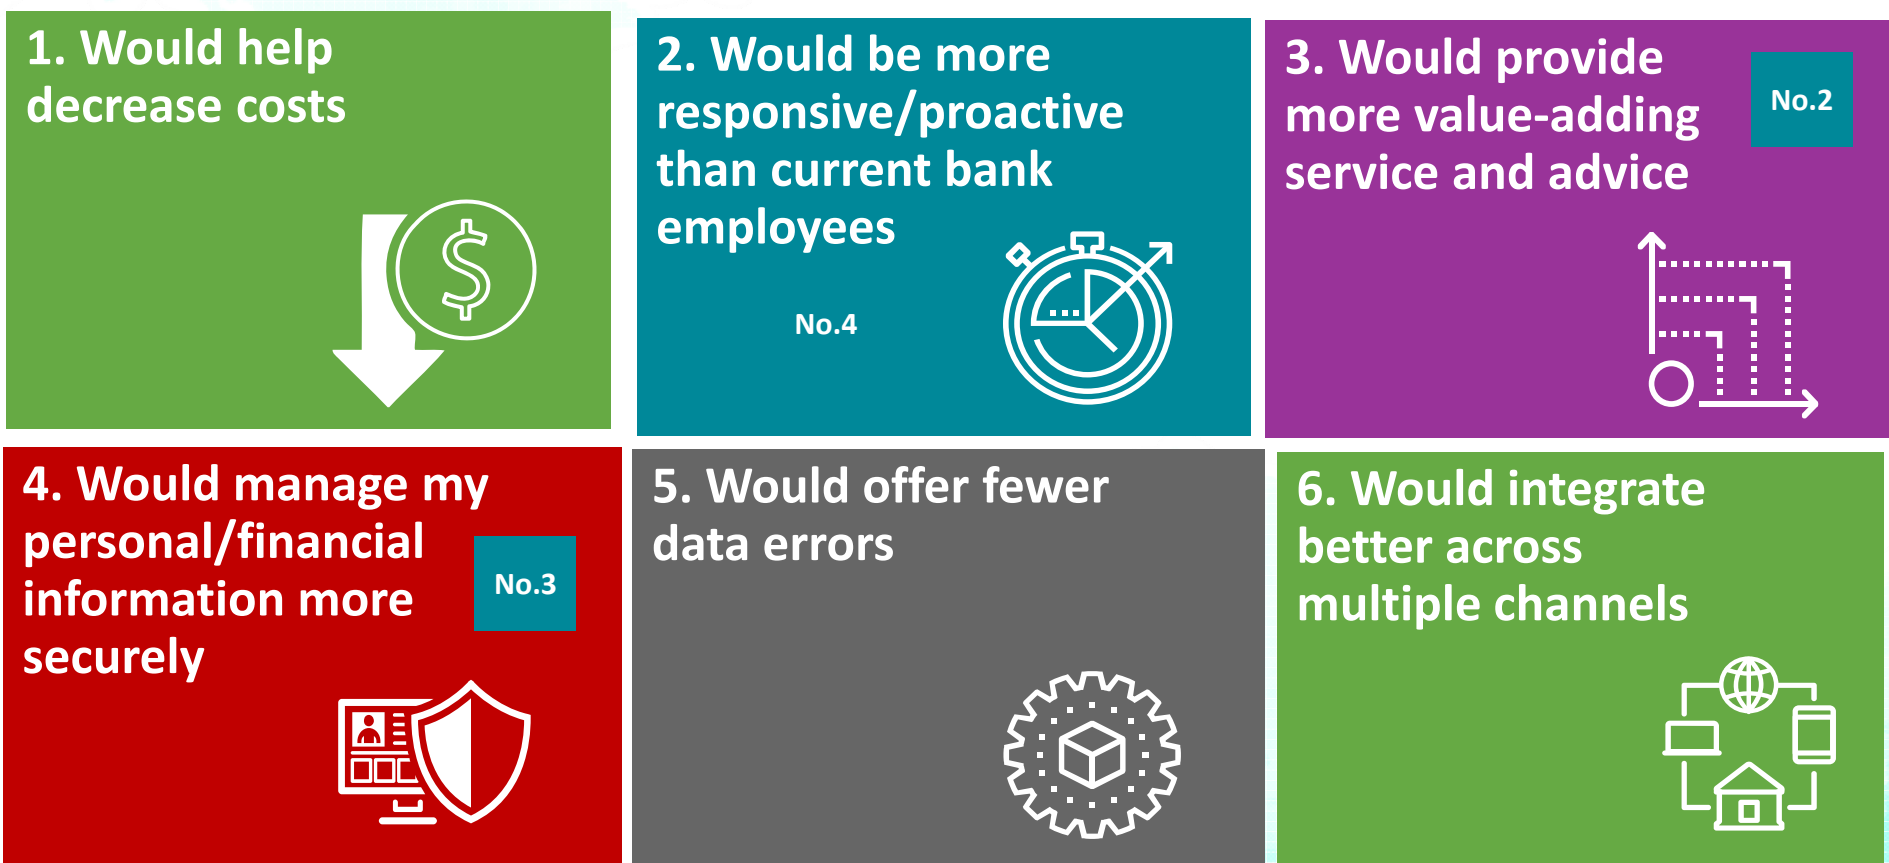 1. Would help
decrease costs
2. Would be more
responsive/proactive
than current bank
employees
No.4
3. Would provide
more value-adding
service and advice
No.2
4. Would manage my
personal/financial
information more
securely
No.3
5. Would offer fewer
data errors
6. Would integrate
better across
multiple channels